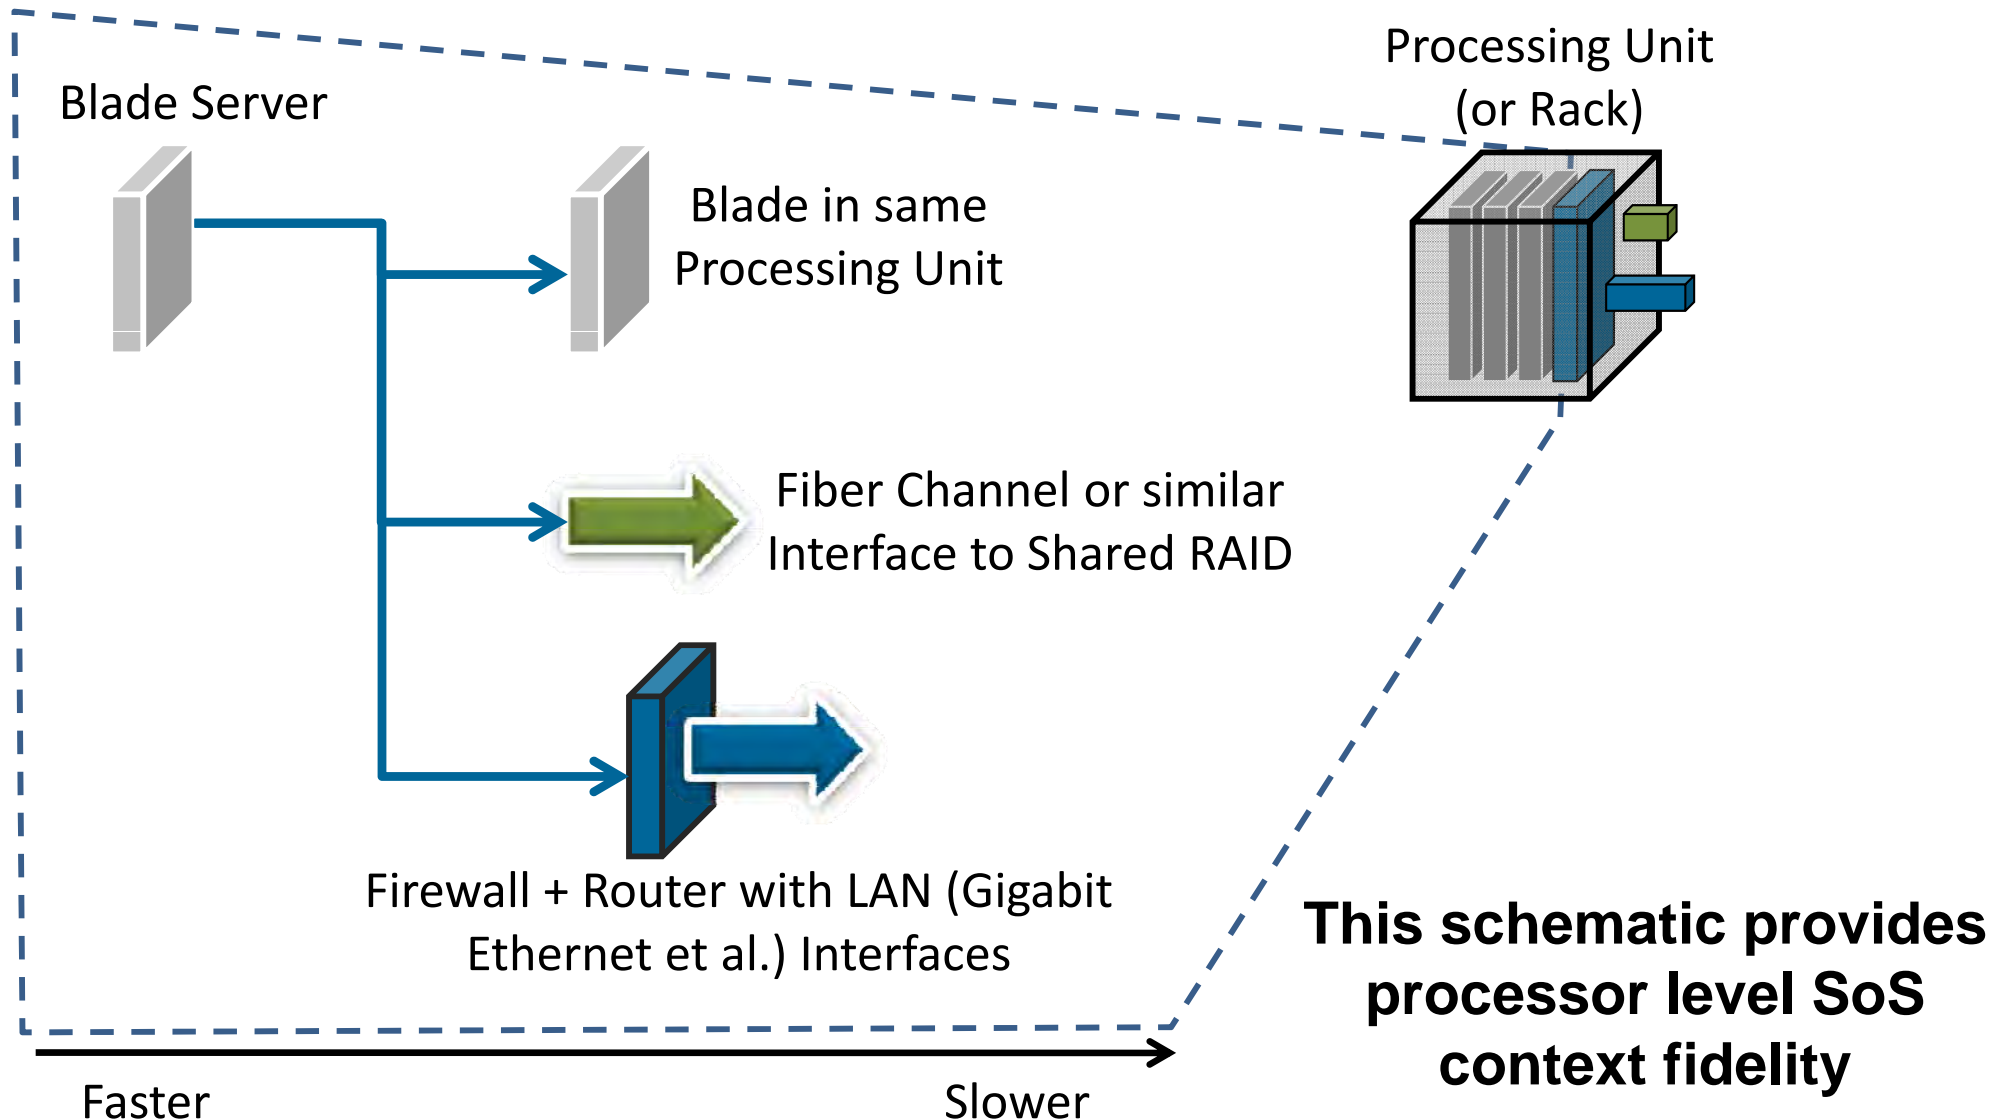 Processing Unit
(or Rack)
Blade Server
Blade in same
Processing Unit
Fiber Channel or similar
Interface to Shared RAID
Firewall + Router with LAN (Gigabit
Ethernet et al.) Interfaces
This schematic provides
processor level SoS
context fidelity
Faster
Slower